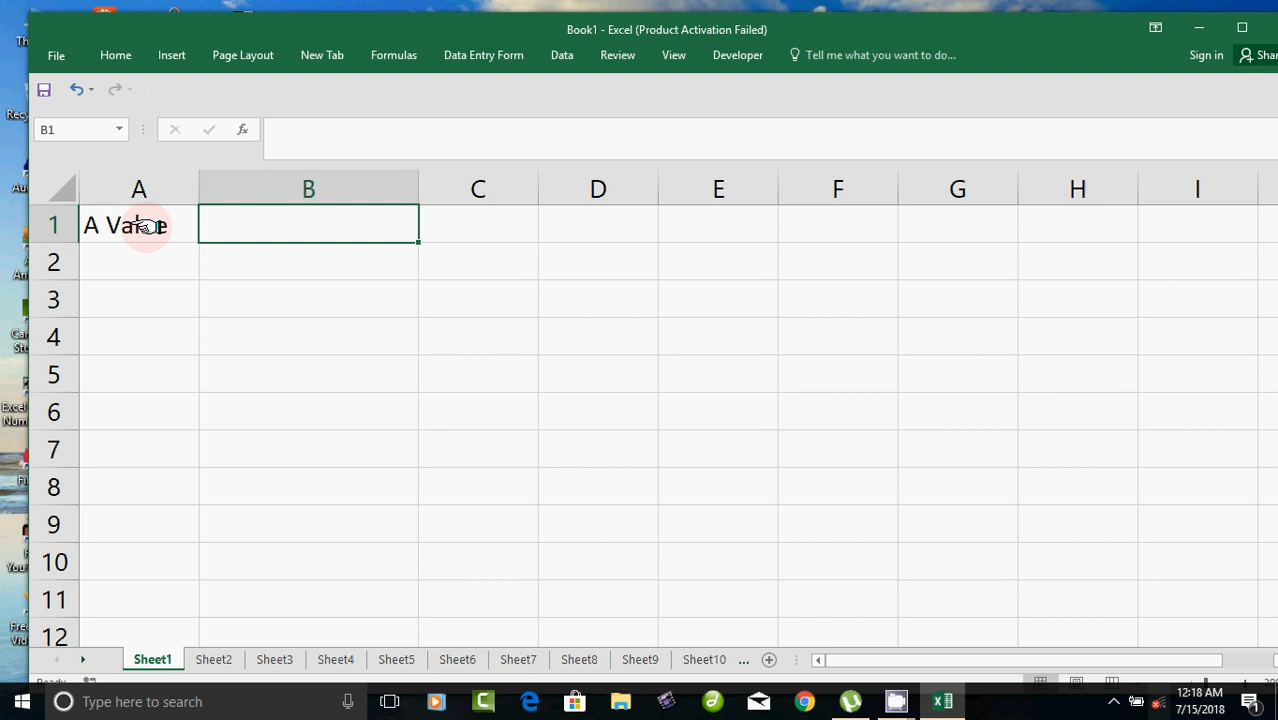 Book1 - Excel (Product Activation Failed)
File Home Insert Page Layout New Tab Formulas Data Entry Form Data Review View Developer Tell me what you want to do... Sign in Shar
B1 fx
A B C D E F G H I
1 A Value
2
3
4
5
6
7
8
9
10
11
12
Sheet1 Sheet2 Sheet3 Sheet4 Sheet5 Sheet6 Sheet7 Sheet8 Sheet9 Sheet10 ...
Type here to search
12:18 AM
7/15/2018